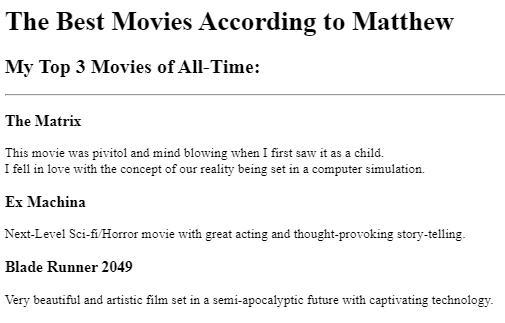 The Best Movies According to Matthew
My Top 3 Movies of All-Time:
The Matrix
This movie was pivitol and mind blowing when I first saw it as a child.
I fell in love with the concept of our reality being set in a computer simulation.
Ex Machina
Next-Level Sci-fi/Horror movie with great acting and thought-provoking story-telling.
Blade Runner 2049
Very beautiful and artistic film set in a semi-apocalyptic future with captivating technology.